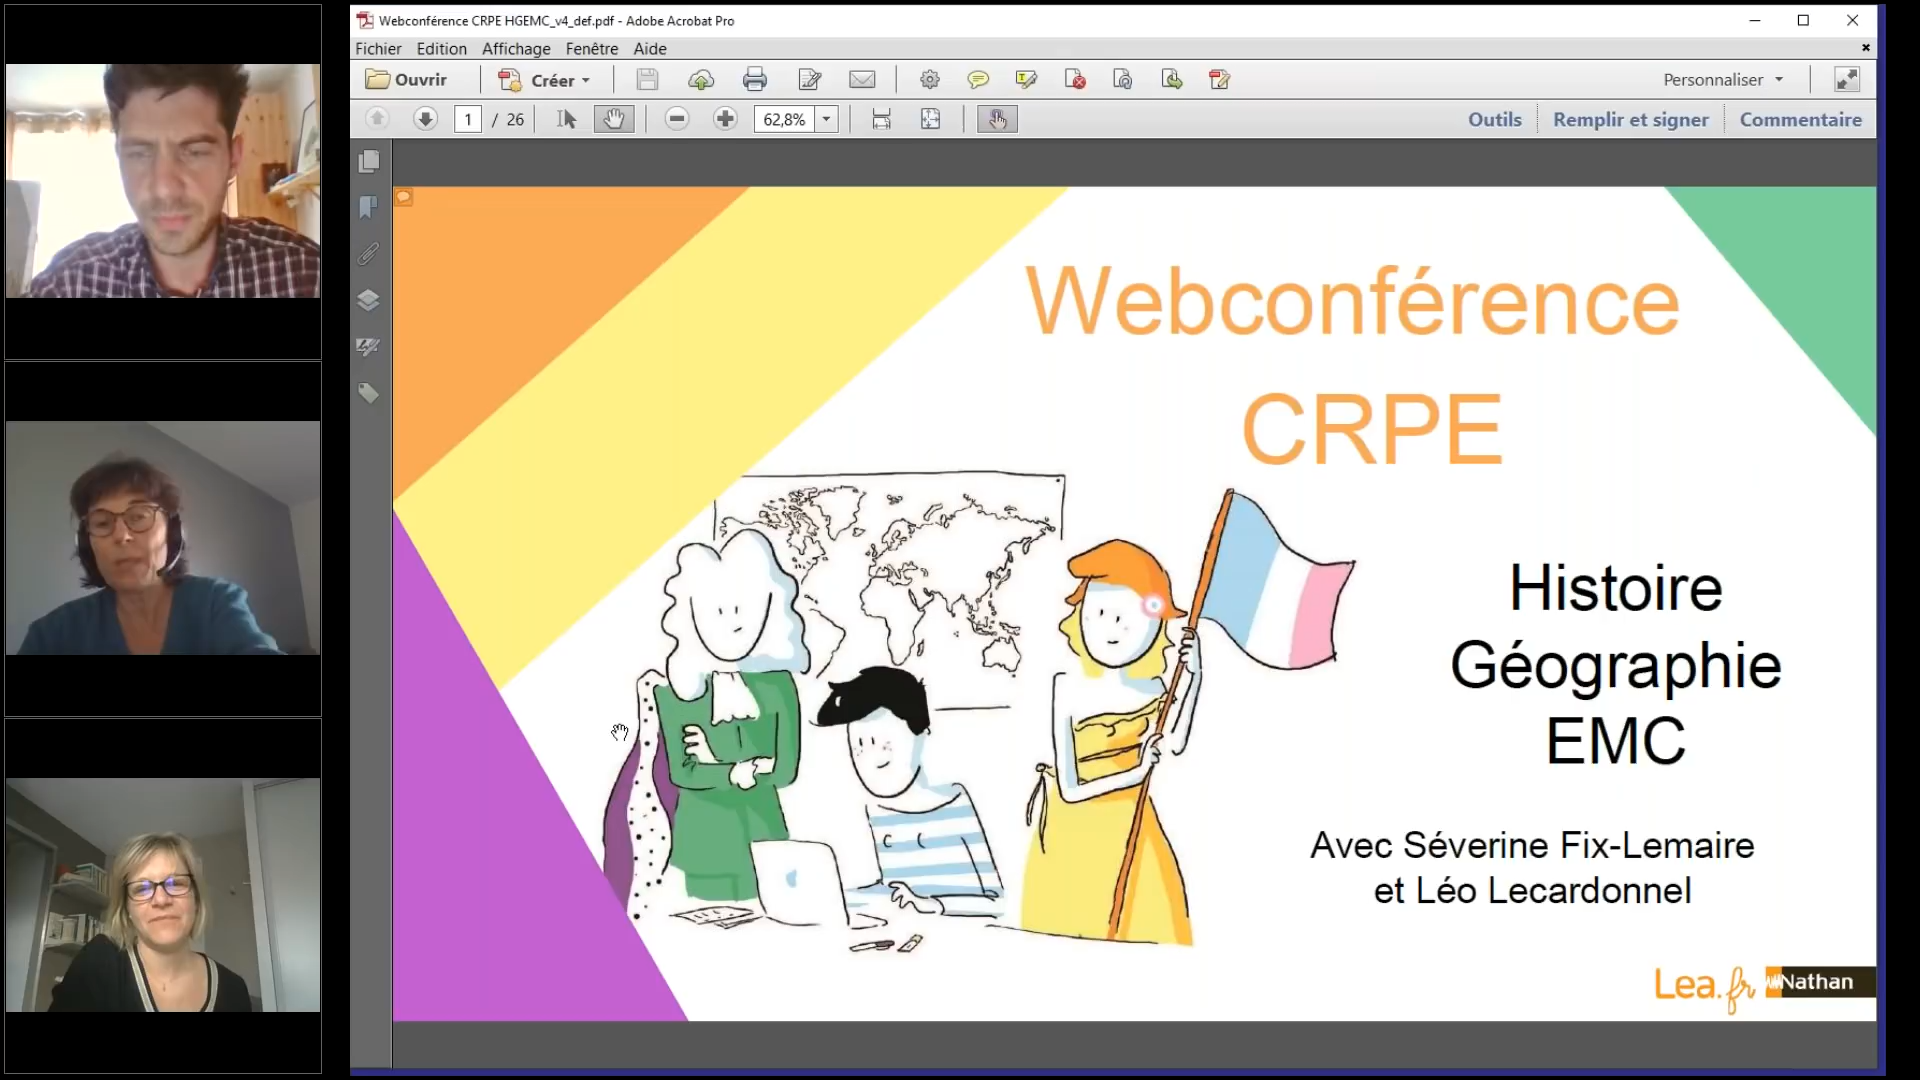 Webconférence CRPE HGEMC_v4_def.pdf - Adobe Acrobat Pro
Fichier Edition Affichage Fenêtre Aide
Ouvrir Créer Personnaliser
1 / 26 62,8% Outils Remplir et signer Commentaire
Webconférence
CRPE
Histoire
Géographie
EMC
Avec Séverine Fix-Lemaire
et Léo Lecardonnel
Lea.fr Nathan